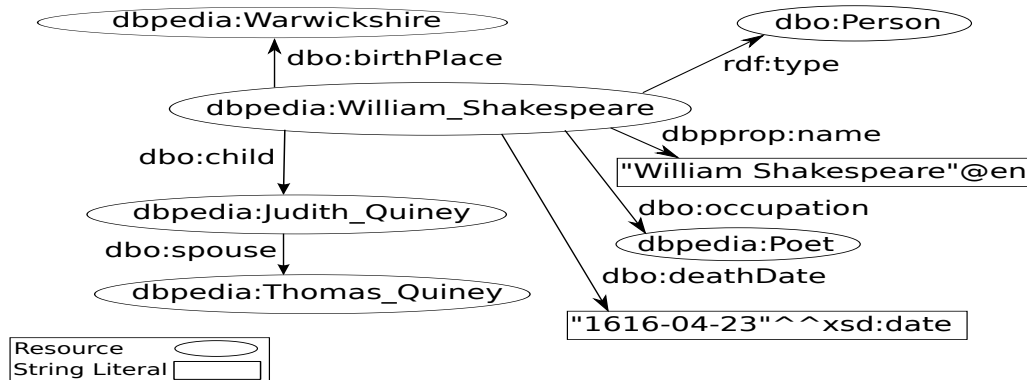 dbpedia:Warwickshire
dbo:Person
dbo:birthPlace
rdf:type
dbpedia:William_Shakespeare
dbpprop:name
dbo:child
"William Shakespeare"@en
dbpedia:Judith_Quiney
dbo:occupation
dbo:spouse
dbpedia:Poet
dbo:deathDate
dbpedia:Thomas_Quiney
"1616-04-23"^^xsd:date
Resource
String Literal